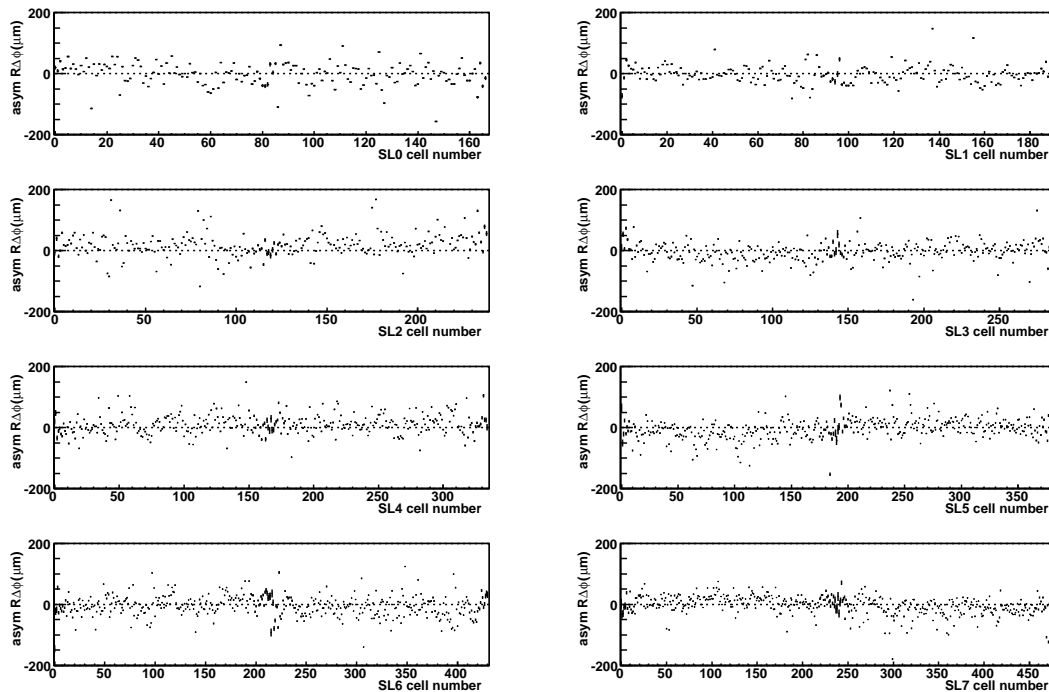 200
0
-200
asym RΔϕ(μm)
0 20 40 60 80 100 120 140 160
SL0 cell number
200
0
-200
asym RΔϕ(μm)
0 20 40 60 80 100 120 140 160 180
SL1 cell number
200
0
-200
asym RΔϕ(μm)
0 50 100 150 200
SL2 cell number
200
0
-200
asym RΔϕ(μm)
0 50 100 150 200 250
SL3 cell number
200
0
-200
asym RΔϕ(μm)
0 50 100 150 200 250 300
SL4 cell number
200
0
-200
asym RΔϕ(μm)
0 50 100 150 200 250 300 350
SL5 cell number
200
0
-200
asym RΔϕ(μm)
0 50 100 150 200 250 300 350 400
SL6 cell number
200
0
-200
asym RΔϕ(μm)
0 50 100 150 200 250 300 350 400 450
SL7 cell number